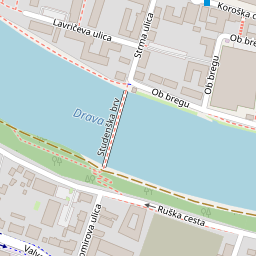 Koroška c
Lavričeva ulica
Strma ulica
Ob bregu
Ob bregu
Ob bregu
Drava
Studenška brv
Ruška cesta
omirova ulica
Valv